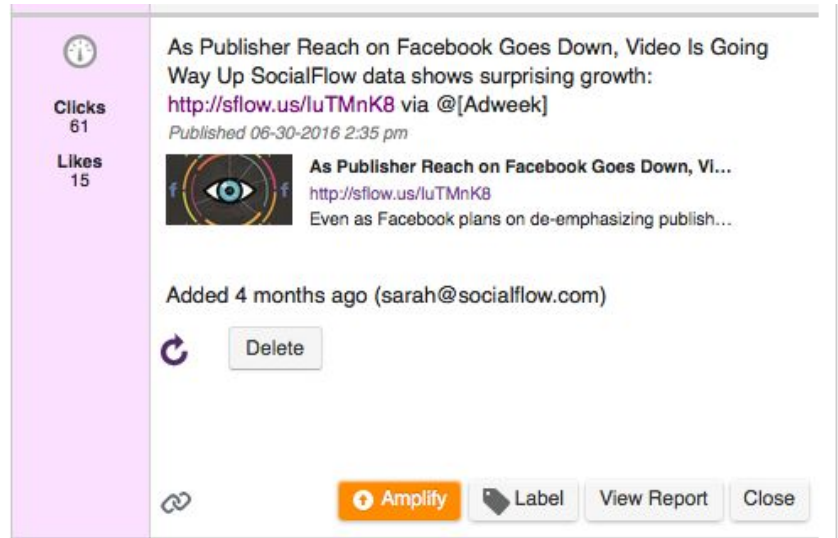 Clicks
61
Likes
15
As Publisher Reach on Facebook Goes Down, Video Is Going
Way Up SocialFlow data shows surprising growth:
http://sflow.us/IuTMnK8 via @[Adweek]
Published 06-30-2016 2:35 pm
f f
As Publisher Reach on Facebook Goes Down, Vi...
http://sflow.us/IuTMnK8
Even as Facebook plans on de-emphasizing publish...
Added 4 months ago (sarah@socialflow.com)
Delete
Amplify Label View Report Close